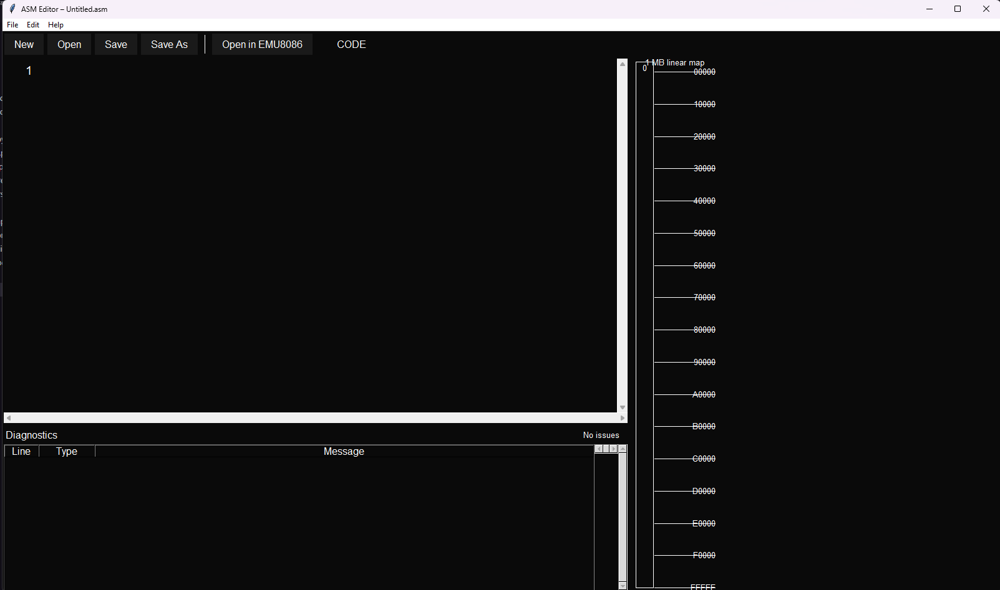 ASM Editor – Untitled.asm
File Edit Help
New Open Save Save As Open in EMU8086 CODE
1
1 MB linear map
0
00000
10000
20000
30000
40000
50000
60000
70000
80000
90000
A0000
B0000
C0000
D0000
E0000
F0000
FFFFF
Diagnostics No issues
Line Type Message